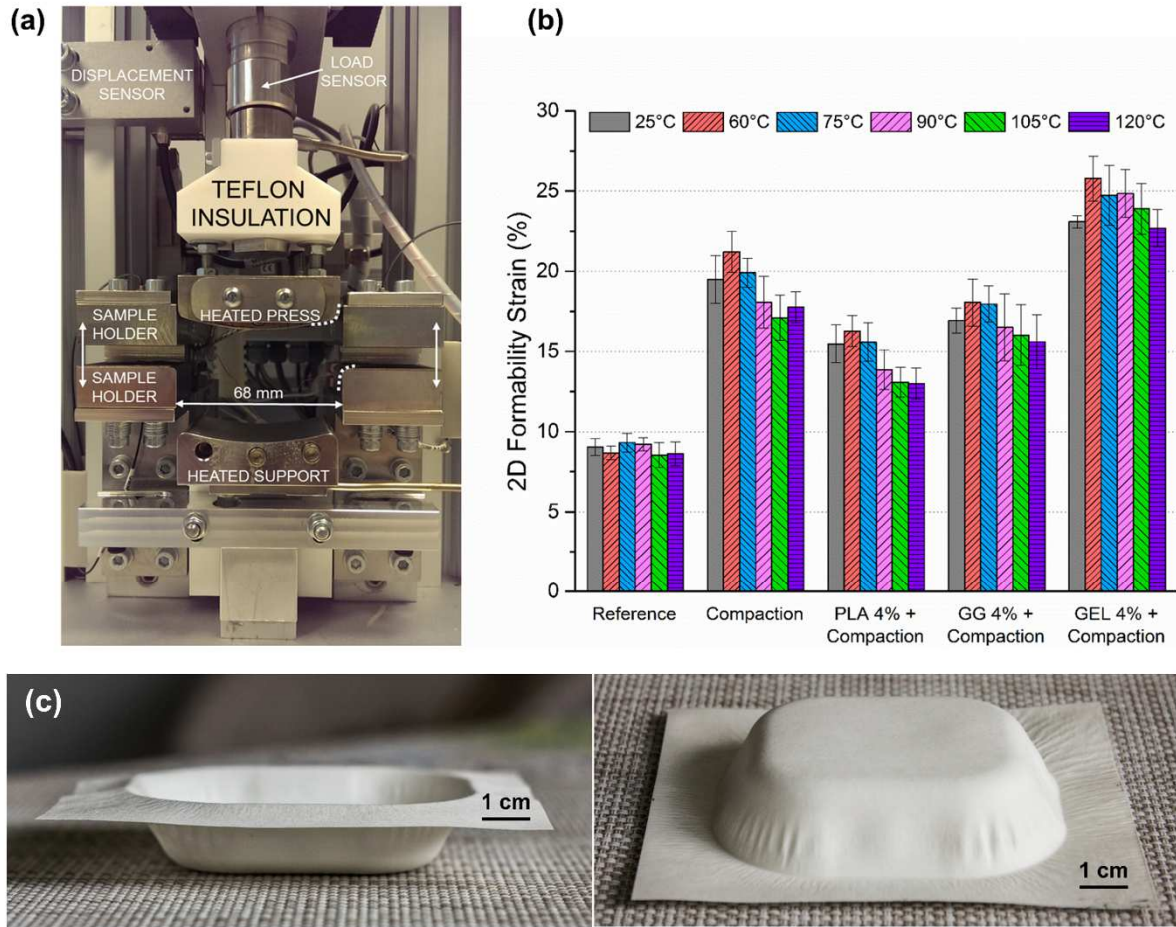 (a)
DISPLACEMENT
SENSOR
LOAD
SENSOR
TEFLON
INSULATION
SAMPLE
HOLDER
HEATED PRESS
SAMPLE
HOLDER
68 mm
HEATED SUPPORT
(b)
30
25
20
15
10
5
0
2D Formability Strain (%)
25°C 60°C 75°C 90°C 105°C 120°C
Reference
Compaction
PLA 4% +
Compaction
GG 4% +
Compaction
GEL 4% +
Compaction
(c)
1 cm
1 cm